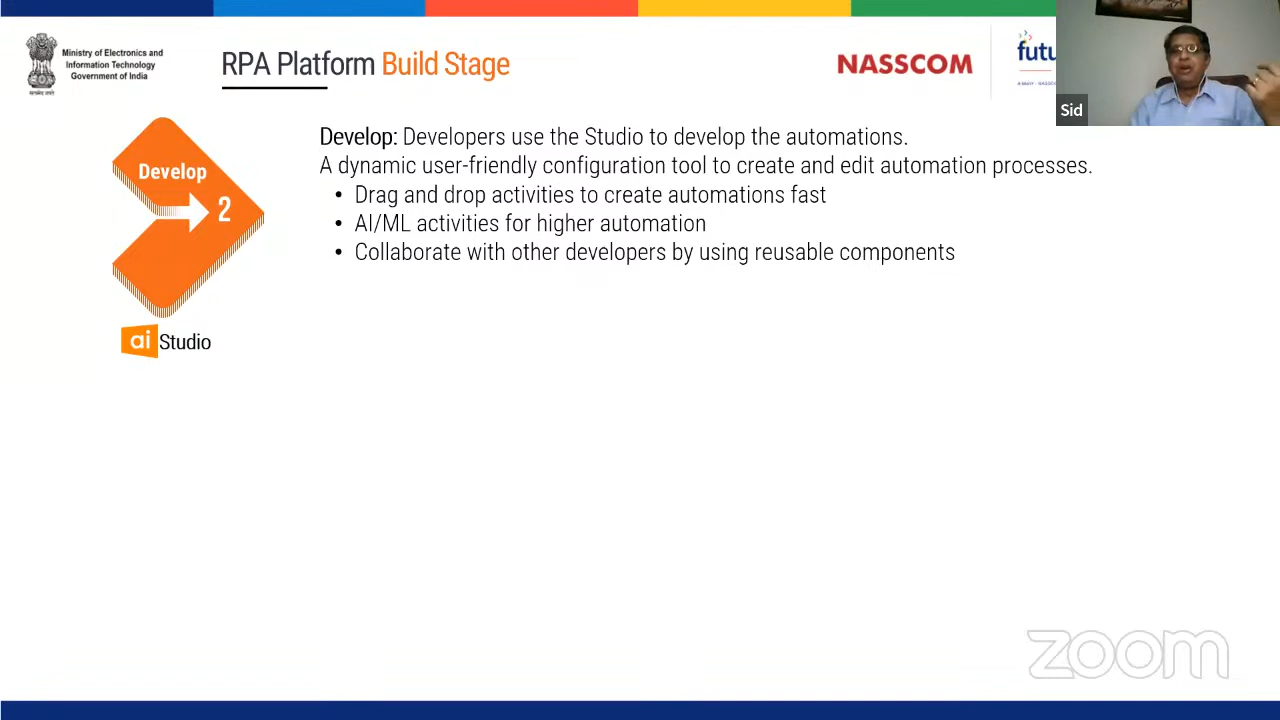 Ministry of Electronics and
Information Technology
Government of India
RPA Platform Build Stage
NASSCOM
futu
Sid
Develop
2
ai Studio
Develop: Developers use the Studio to develop the automations.
A dynamic user-friendly configuration tool to create and edit automation processes.
• Drag and drop activities to create automations fast
• AI/ML activities for higher automation
• Collaborate with other developers by using reusable components
zoom